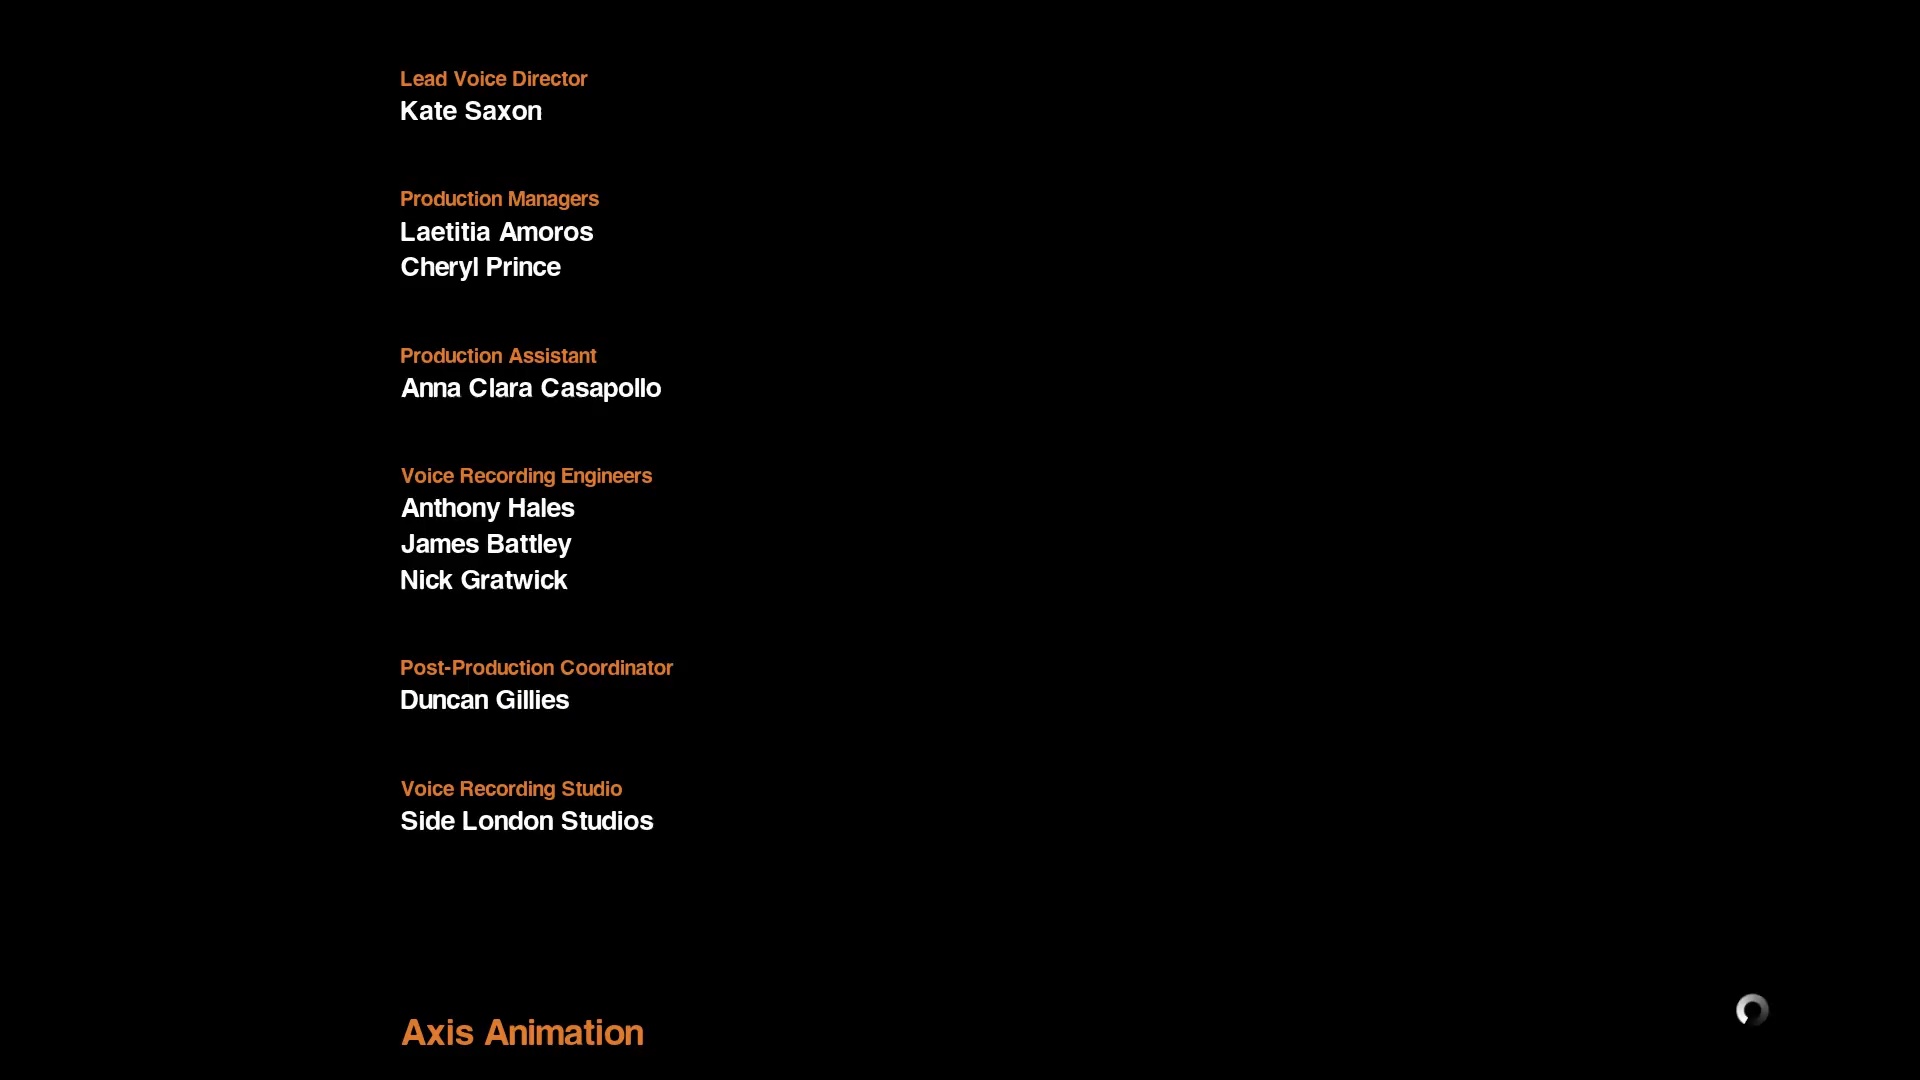 Lead Voice Director
Kate Saxon
Production Managers
Laetitia Amoros
Cheryl Prince
Production Assistant
Anna Clara Casapollo
Voice Recording Engineers
Anthony Hales
James Battley
Nick Gratwick
Post-Production Coordinator
Duncan Gillies
Voice Recording Studio
Side London Studios
Axis Animation